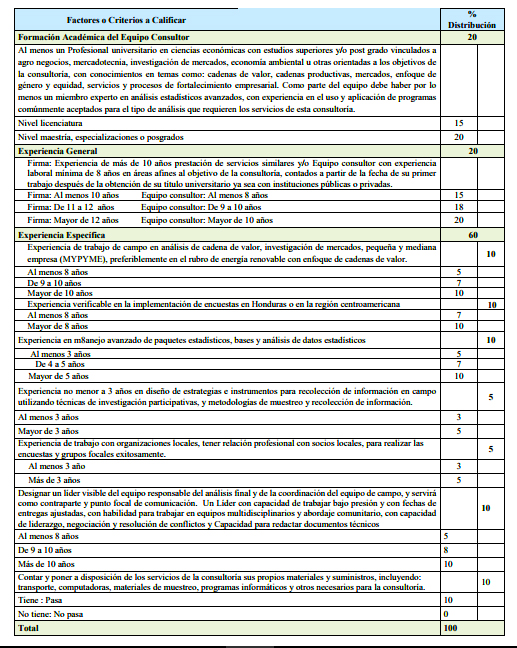 Factores o Criterios a Calificar
%
Distribución
Formación Académica del Equipo Consultor 20
Al menos un Profesional universitario en ciencias económicas con estudios superiores y/o post grado vinculados a
agro negocios, mercadotecnia, investigación de mercados, economía ambiental u otras orientadas a los objetivos de
la consultoría, con conocimientos en temas como: cadenas de valor, cadenas productivas, mercados, enfoque de
género y equidad, servicios y procesos de fortalecimiento empresarial. Como parte del equipo debe haber por lo
menos un miembro experto en análisis estadísticos avanzados, con experiencia en el uso y aplicación de programas
comúnmente aceptados para el tipo de análisis que requieren los servicios de esta consultoría.
Nivel licenciatura 15
Nivel maestría, especializaciones o posgrados 20
Experiencia General 20
Firma: Experiencia de más de 10 años prestación de servicios similares y/o Equipo consultor con experiencia
laboral mínima de 8 años en áreas afines al objetivo de la consultoría, contados a partir de la fecha de su primer
trabajo después de la obtención de su título universitario ya sea con instituciones públicas o privadas.
Firma: Al menos 10 años Equipo consultor: Al menos 8 años 15
Firma: De 11 a 12 años Equipo consultor: De 9 a 10 años 18
Firma: Mayor de 12 años Equipo consultor: Mayor de 10 años 20
Experiencia Específica 60
Experiencia de trabajo de campo en análisis de cadena de valor, investigación de mercados, pequeña y mediana
empresa (MYPYME), preferiblemente en el rubro de energía renovable con enfoque de cadenas de valor.
10
Al menos 8 años 5
De 9 a 10 años 7
Mayor de 10 años 10
Experiencia verificable en la implementación de encuestas en Honduras o en la región centroamericana 10
Al menos 8 años 7
Mayor de 8 años 10
Experiencia en m8anejo avanzado de paquetes estadísticos, bases y análisis de datos estadísticos 10
Al menos 3 años 5
De 4 a 5 años 7
Mayor de 5 años 10
Experiencia no menor a 3 años en diseño de estrategias e instrumentos para recolección de información en campo
utilizando técnicas de investigación participativas, y metodologías de muestreo y recolección de información.
5
Al menos 3 años 3
Mayor de 3 años 5
Experiencia de trabajo con organizaciones locales, tener relación profesional con socios locales, para realizar las
encuestas y grupos focales exitosamente.
5
Al menos 3 año 3
Más de 3 años 5
Designar un líder visible del equipo responsable del análisis final y de la coordinación del equipo de campo, y servirá
como contraparte y punto focal de comunicación. Un Líder con capacidad de trabajar bajo presión y con fechas de
entregas ajustadas, con habilidad para trabajar en equipos multidisciplinarios y abordaje comunitario, con capacidad
de liderazgo, negociación y resolución de conflictos y Capacidad para redactar documentos técnicos
10
Al menos 8 años 5
De 9 a 10 años 8
Más de 10 años 10
Contar y poner a disposición de los servicios de la consultoría sus propios materiales y suministros, incluyendo:
transporte, computadoras, materiales de muestreo, programas informáticos y otros necesarios para la consultoría.
10
Tiene : Pasa 10
No tiene: No pasa 0
Total 100